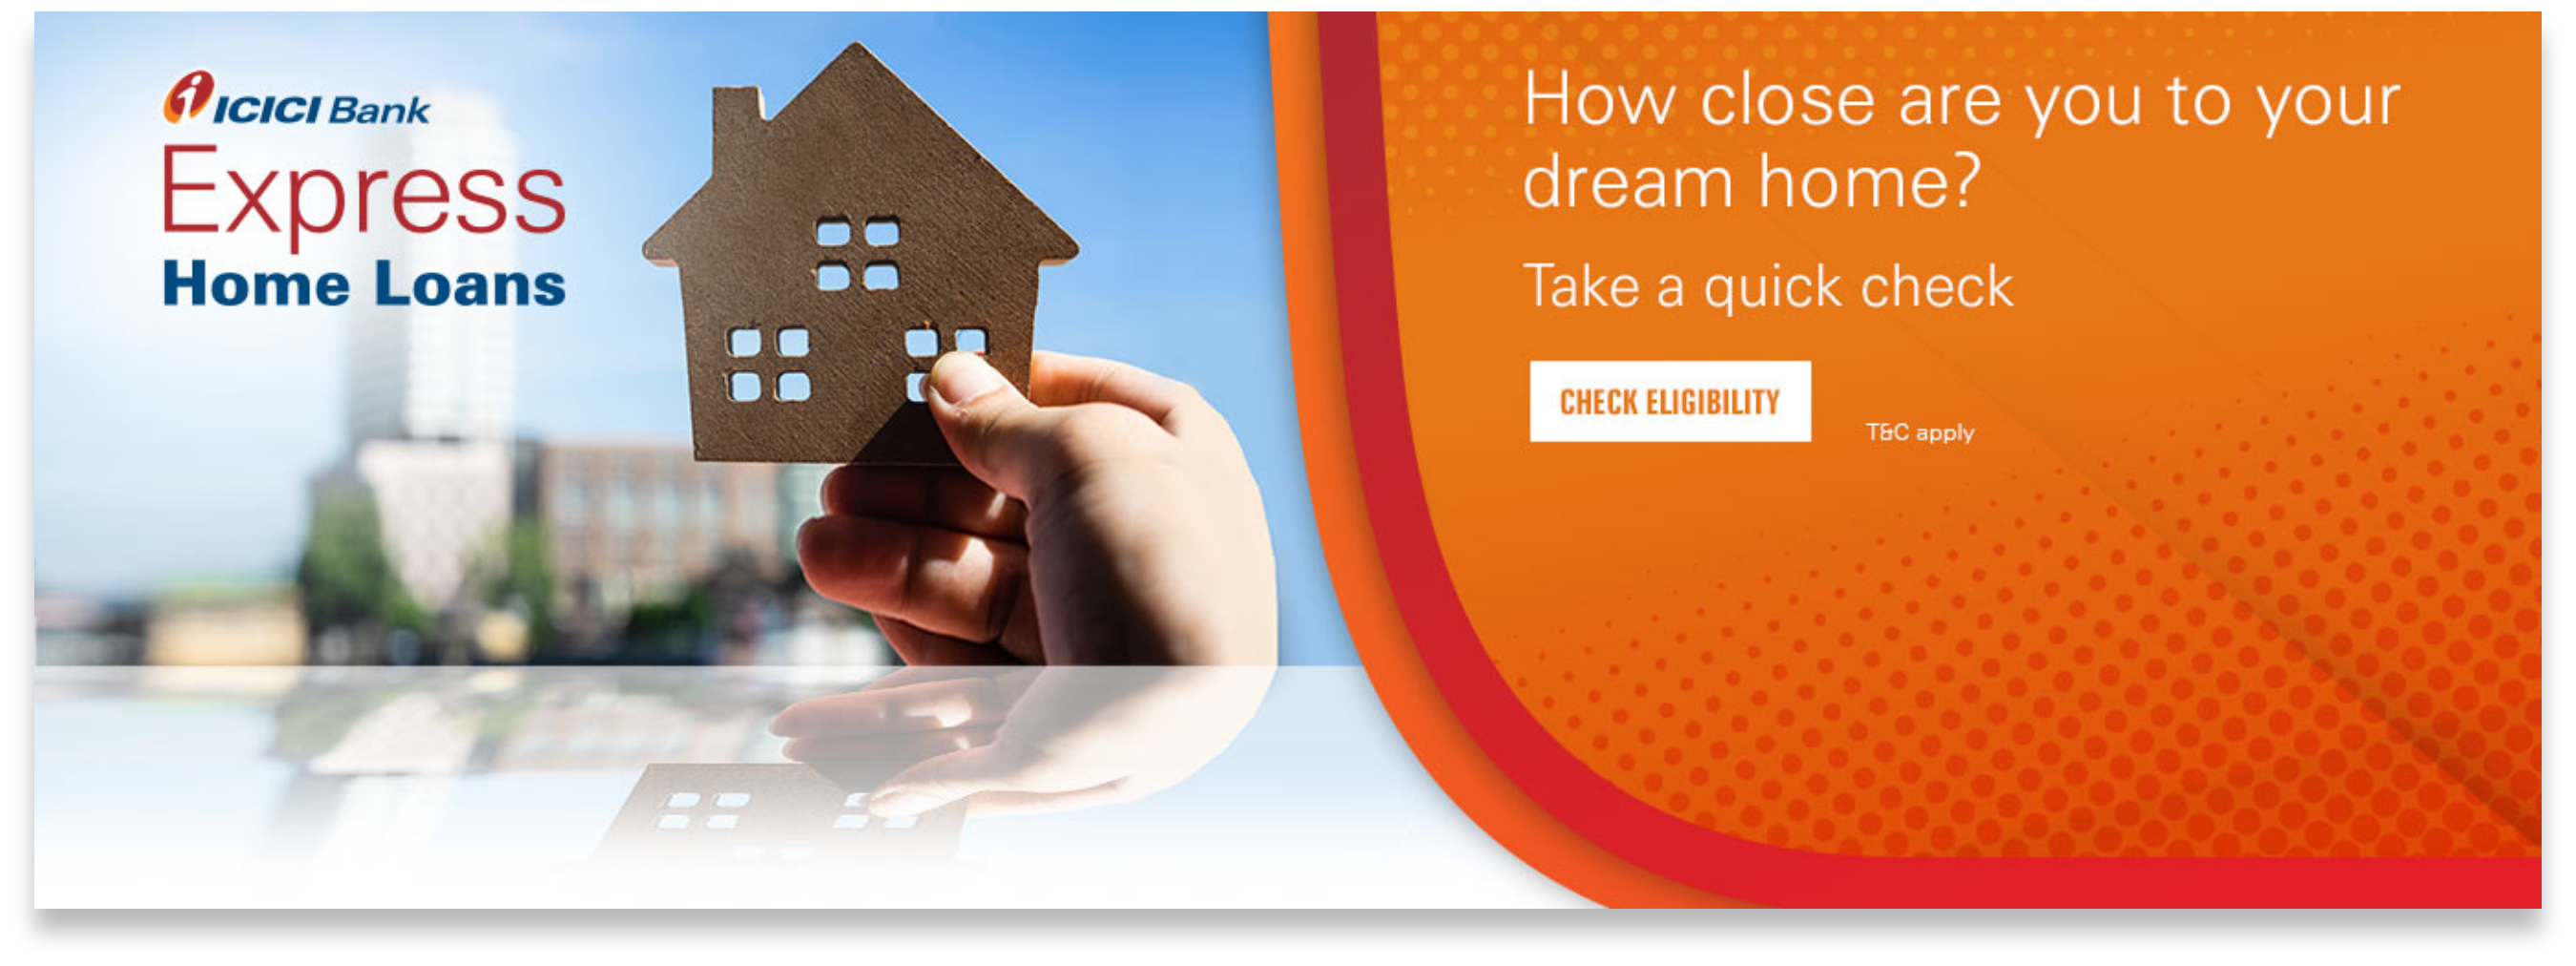 ICICI Bank
Express
Home Loans
How close are you to your
dream home?
Take a quick check
CHECK ELIGIBILITY
T&C apply